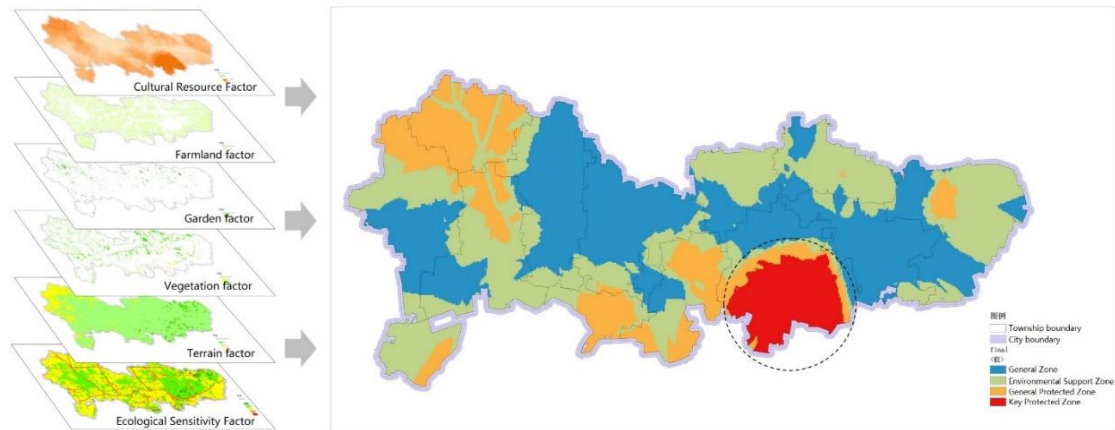 Cultural Resource Factor
Farmland factor
Garden factor
Vegetation factor
Terrain factor
Ecological Sensitivity Factor
图例
Township boundary
City boundary
final
<值>
General Zone
Environmental Support Zone
General Protected Zone
Key Protected Zone